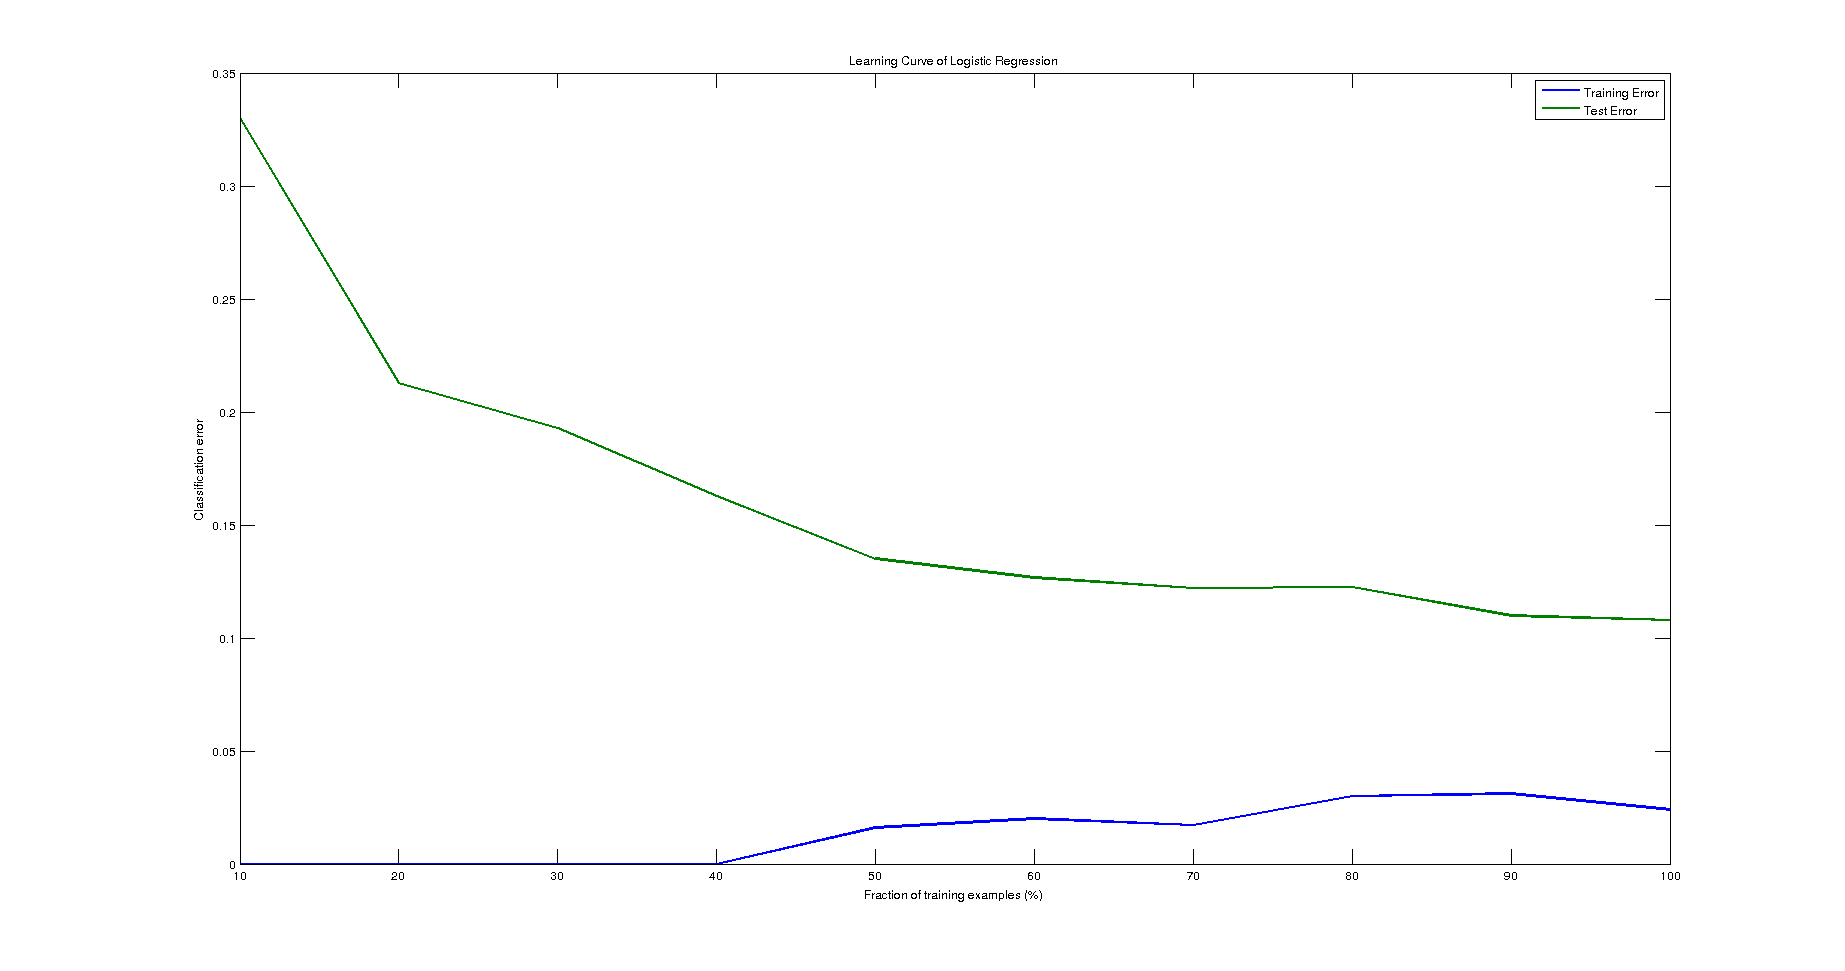 Learning Curve of Logistic Regression
0.35
0.3
0.25
0.2
0.15
0.1
0.05
0
Classification error
Training Error
Test Error
10 20 30 40 50 60 70 80 90 100
Fraction of training examples (%)